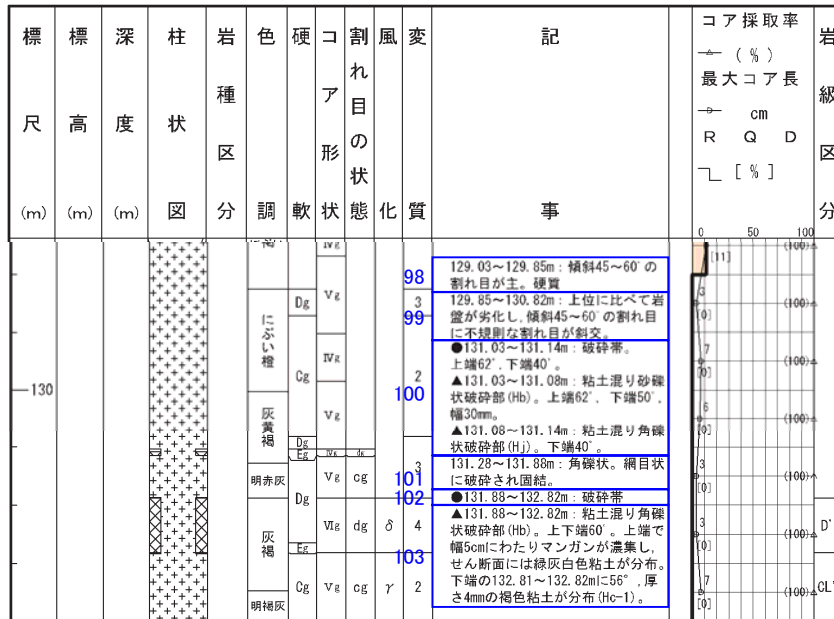 標尺(m)
標高(m)
深度(m)
柱状図
岩種区分
色調
硬軟
コア形状
割れ目の状態
風化
変質
記事
コア採取率
(%)
最大コア長
cm
RQD
[%]
岩級区分
0 50 100
130
にぶい橙
灰黄褐
明赤灰
灰褐
明褐灰
Dg
Cg
Dg
Eg
Dg
Eg
Cg
Ⅳg
Ⅴg
Ⅳg
Ⅴg
Ⅳg
Ⅴg
Ⅵg
Ⅴg
dg
cg
dg
cg
δ
γ
3
2
3
4
2
98
99
100
101
102
103
129.03~129.85m:傾斜45~60°の
割れ目が主。硬質
129.85~130.82m:上位に比べて岩
盤が劣化し,傾斜45~60°の割れ目
に不規則な割れ目が斜交。
●131.03~131.14m:破砕帯。
上端62°,下端40°。
▲131.03~131.08m:粘土混り砂礫
状破砕部(Hb)。上端62°,下端50°,
幅30mm。
▲131.08~131.14m:粘土混り角礫
状破砕部(Hj)。下端40°。
131.28~131.88m:角礫状。網目状
に破砕され固結。
●131.88~132.82m:破砕帯
▲131.88~132.82m:粘土混り角礫
状破砕部(Hb)。上下端60°。上端で
幅5cmにわたりマンガンが濃集し,
せん断面には緑灰白色粘土が分布。
下端の132.81~132.82mに56°,厚
さ4mmの褐色粘土が分布(Hc-1)。
(100)
[11]
3
(100)
[0]
7
(100)
[0]
6
(100)
[0]
3
(100)
[0]
3
(100)
[0]
7
(100)
[0]
D'
CL'